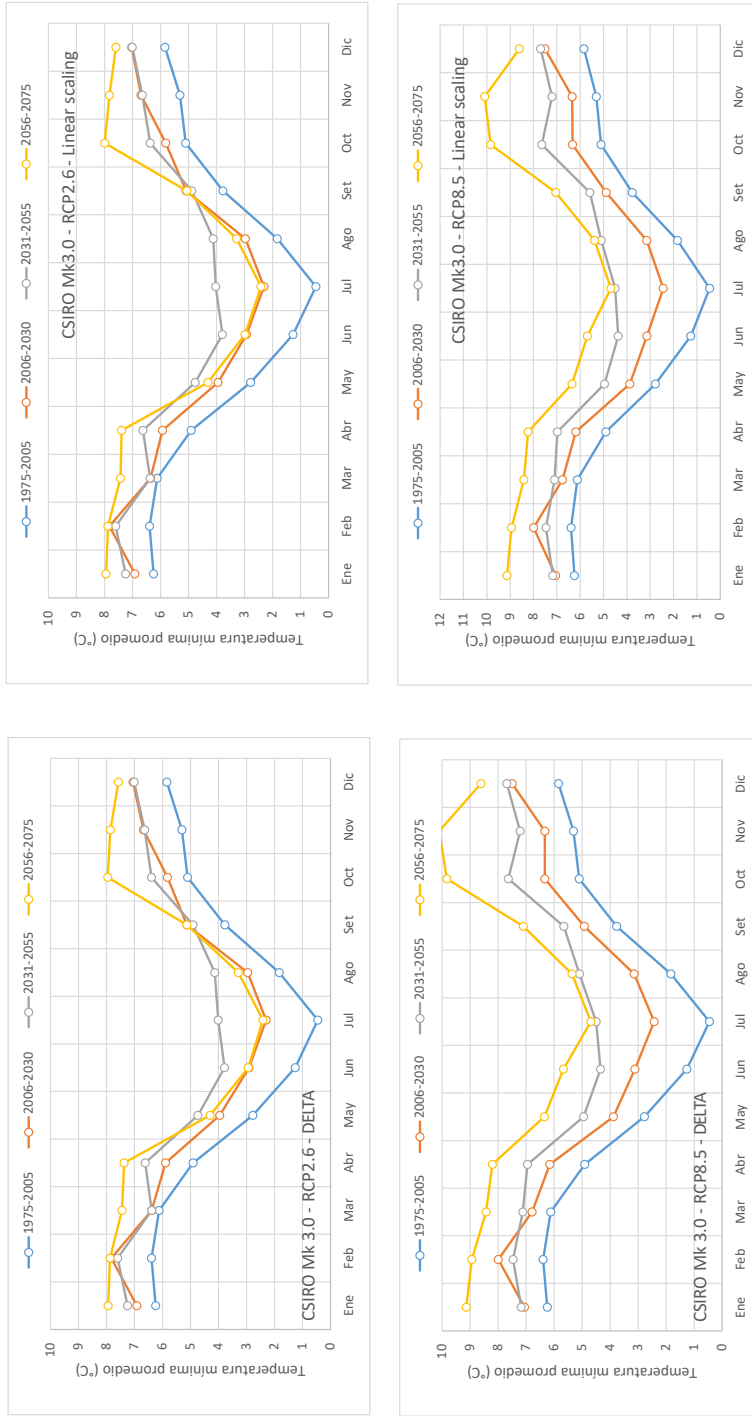 1975-2005 2006-2030 2031-2055 2056-2075
10
9
8
7
6
5
4
3
2
1
0
Temperatura mínima promedio (°C)
CSIRO Mk 3.0 - RCP2.6 - DELTA
Ene Feb Mar Abr May Jun Jul Ago Set Oct Nov Dic
1975-2005 2006-2030 2031-2055 2056-2075
10
9
8
7
6
5
4
3
2
1
0
Temperatura mínima promedio (°C)
CSIRO Mk3.0 - RCP2.6 - Linear scaling
Ene Feb Mar Abr May Jun Jul Ago Set Oct Nov Dic
1975-2005 2006-2030 2031-2055 2056-2075
10
9
8
7
6
5
4
3
2
1
0
Temperatura mínima promedio (°C)
CSIRO Mk 3.0 - RCP8.5 - DELTA
Ene Feb Mar Abr May Jun Jul Ago Set Oct Nov Dic
1975-2005 2006-2030 2031-2055 2056-2075
12
11
10
9
8
7
6
5
4
3
2
1
0
Temperatura mínima promedio (°C)
CSIRO Mk3.0 - RCP8.5 - Linear scaling
Ene Feb Mar Abr May Jun Jul Ago Set Oct Nov Dic